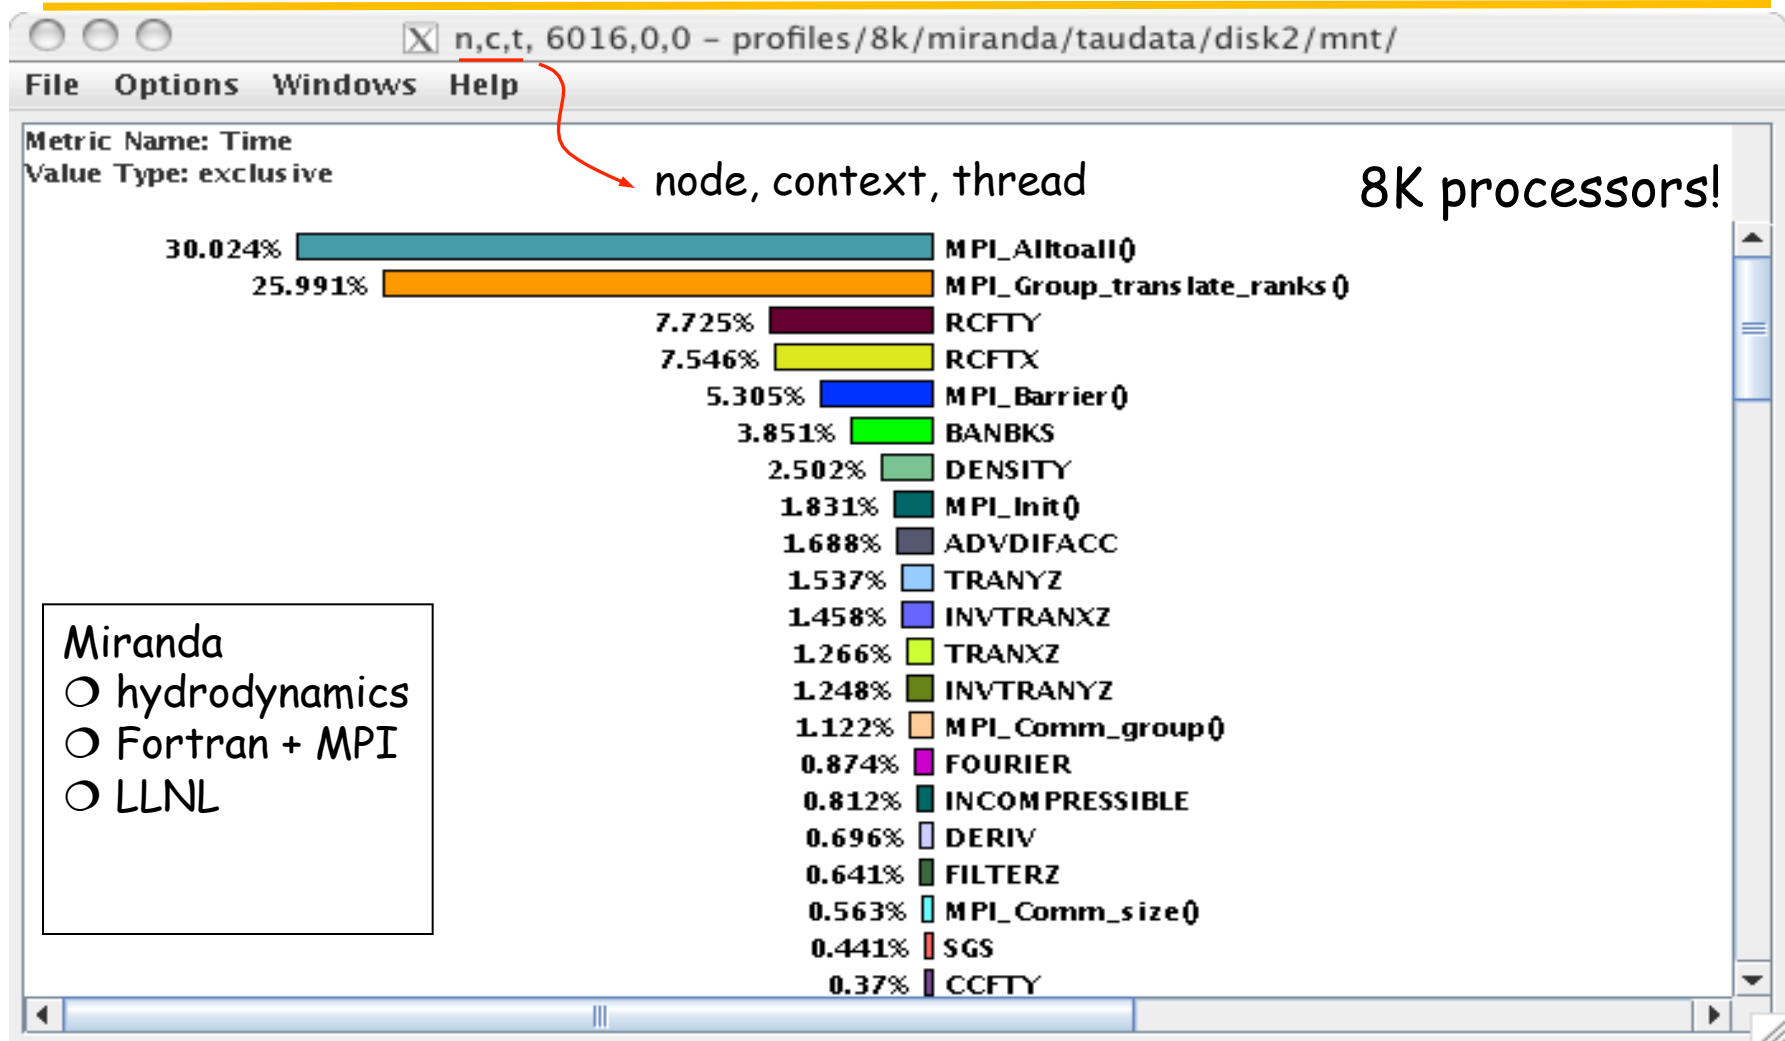 n,c,t, 6016,0,0 – profiles/8k/miranda/taudata/disk2/mnt/
File Options Windows Help
Metric Name: Time
Value Type: exclusive
node, context, thread
8K processors!
30.024% MPI_Alltoall()
25.991% MPI_Group_translate_ranks()
7.725% RCFTY
7.546% RCFTX
5.305% MPI_Barrier()
3.851% BANBKS
2.502% DENSITY
1.831% MPI_Init()
1.688% ADVDIFACC
1.537% TRANYZ
1.458% INVTRANXZ
1.266% TRANXZ
1.248% INVTRANYZ
1.122% MPI_Comm_group()
0.874% FOURIER
0.812% INCOMPRESSIBLE
0.696% DERIV
0.641% FILTERZ
0.563% MPI_Comm_size()
0.441% SGS
0.37% CCFTY
Miranda
hydrodynamics
Fortran + MPI
LLNL